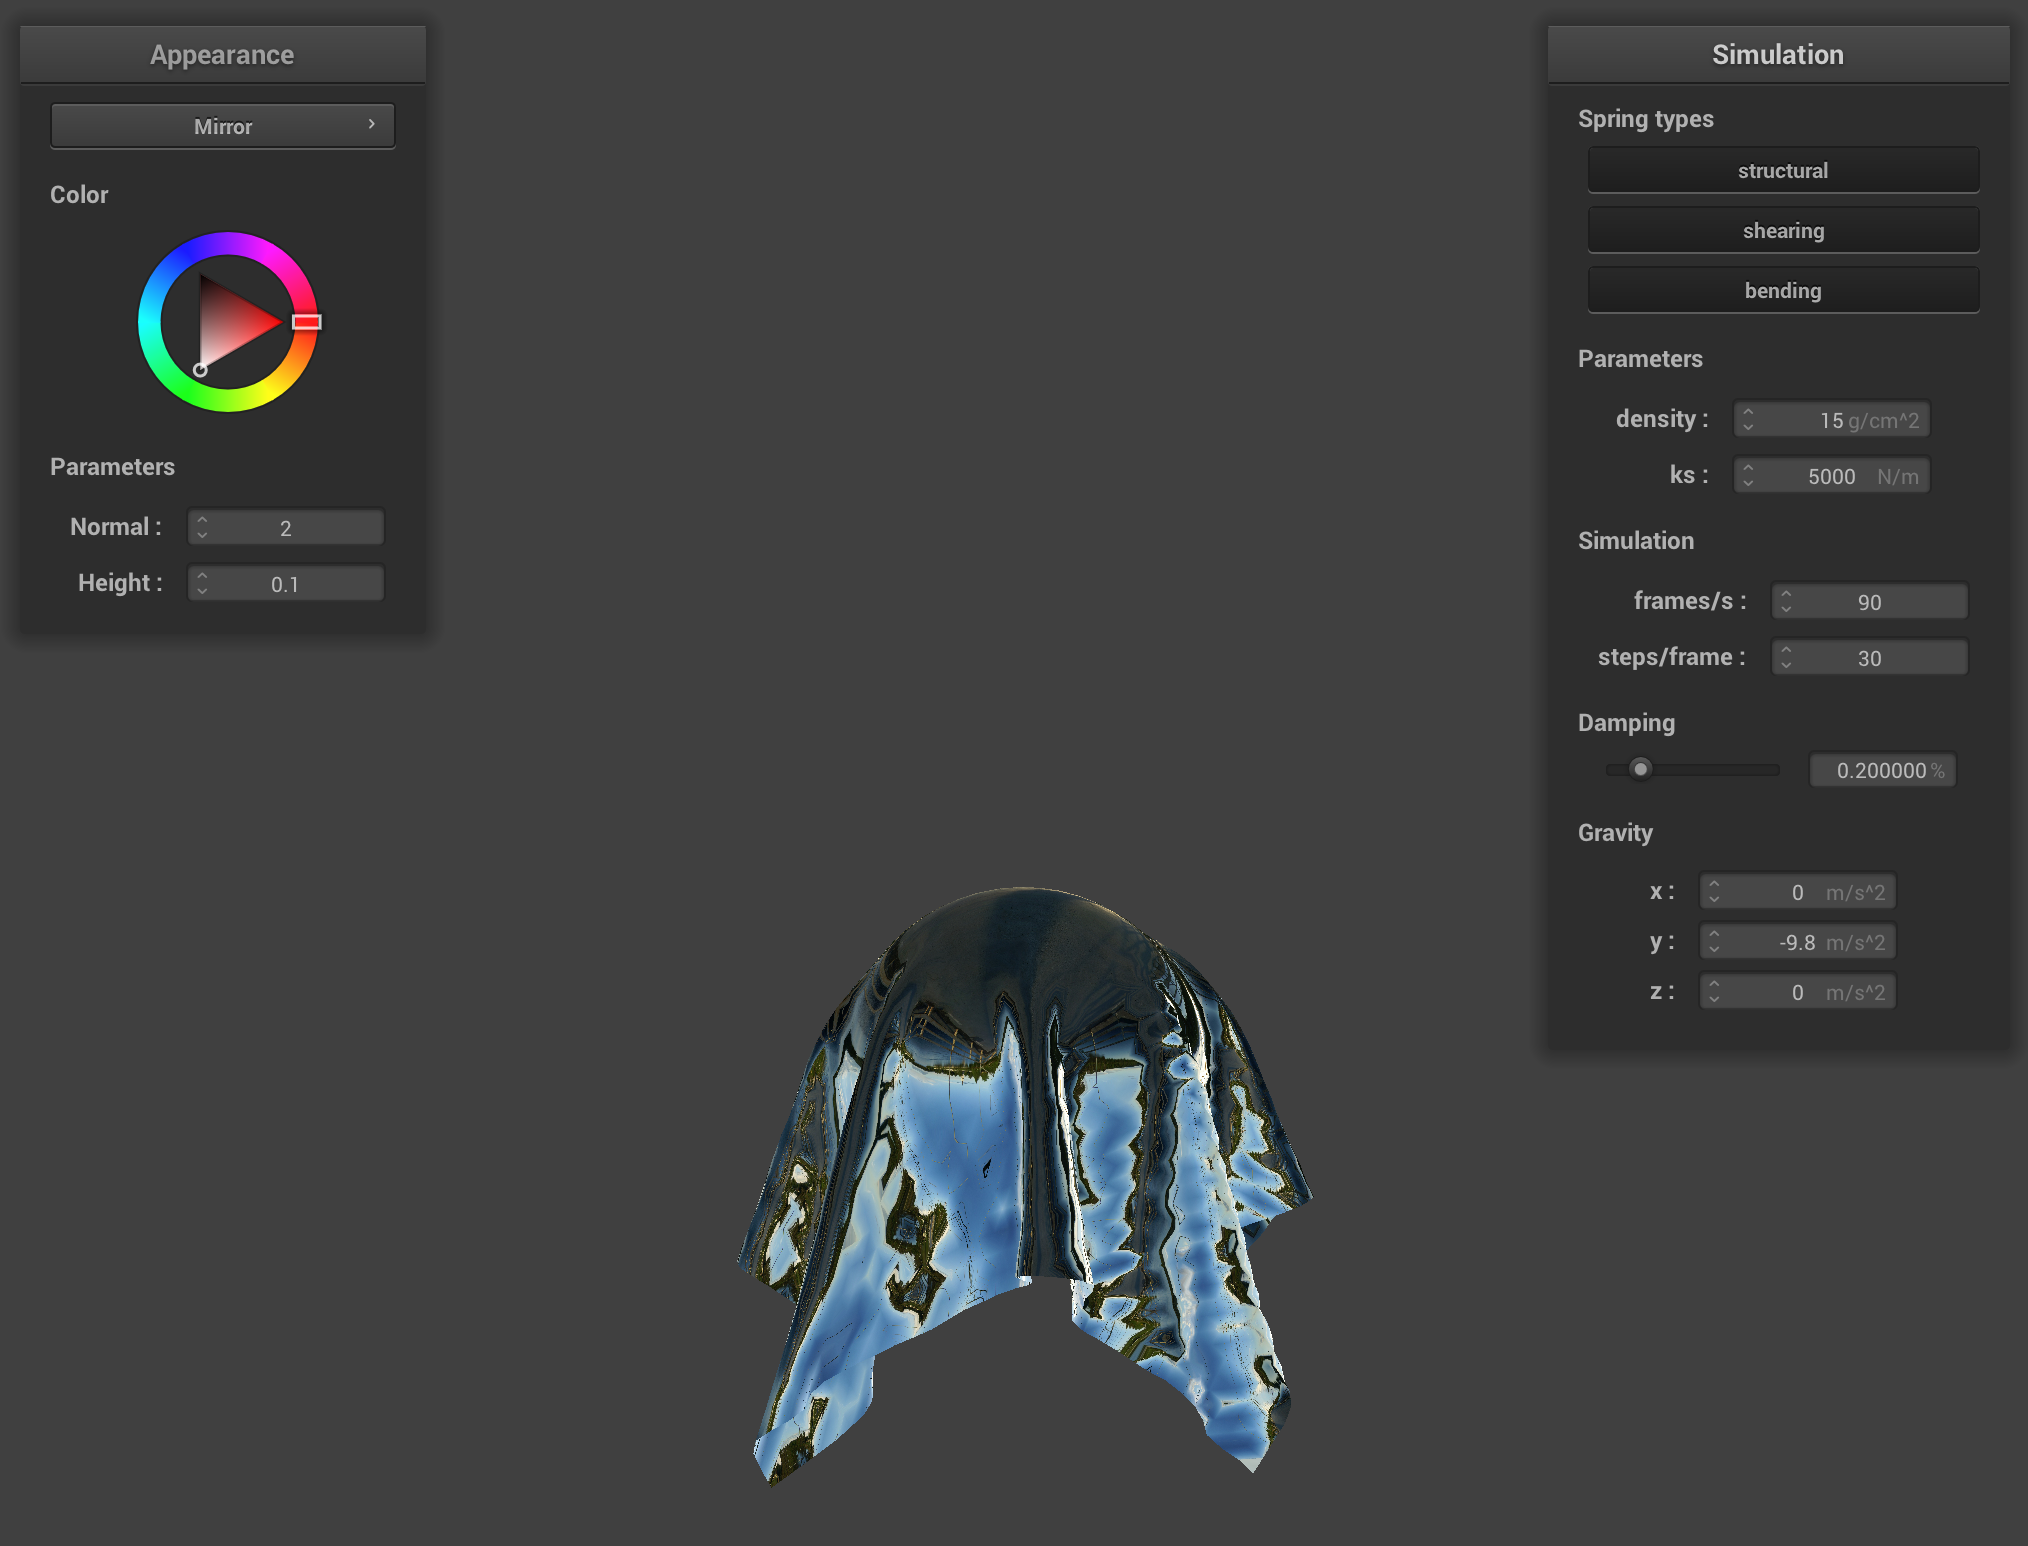 Appearance
Mirror
Color
Parameters
Normal : 2
Height : 0.1
Simulation
Spring types
structural
shearing
bending
Parameters
density : 15 g/cm^2
ks : 5000 N/m
Simulation
frames/s : 90
steps/frame : 30
Damping
0.200000 %
Gravity
x : 0 m/s^2
y : -9.8 m/s^2
z : 0 m/s^2